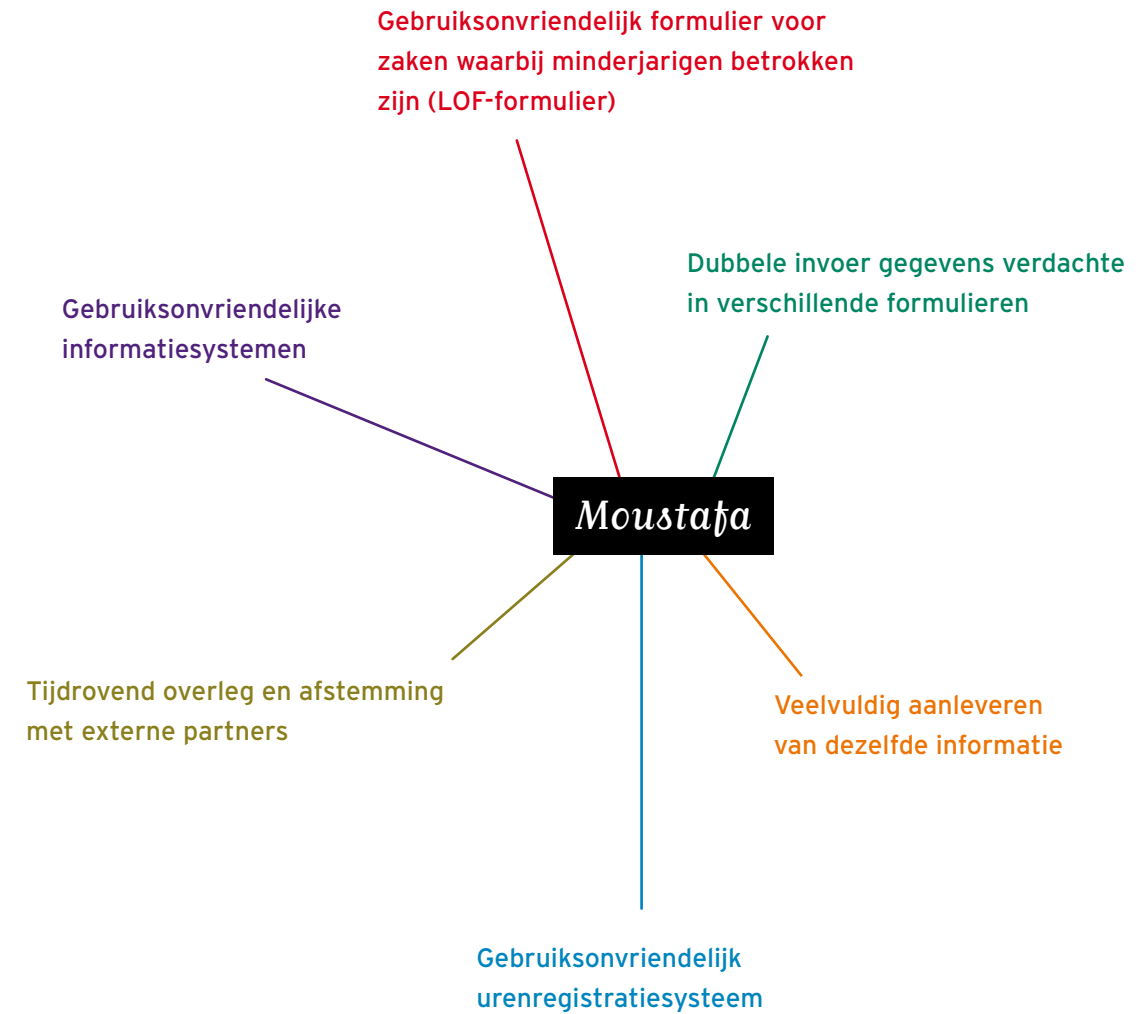 Gebruiksonvriendelijk formulier voor
zaken waarbij minderjarigen betrokken
zijn (LOF-formulier)
Dubbele invoer gegevens verdachte
in verschillende formulieren
Gebruiksonvriendelijke
informatiesystemen
Moustafa
Tijdrovend overleg en afstemming
met externe partners
Veelvuldig aanleveren
van dezelfde informatie
Gebruiksonvriendelijk
urenregistratiesysteem